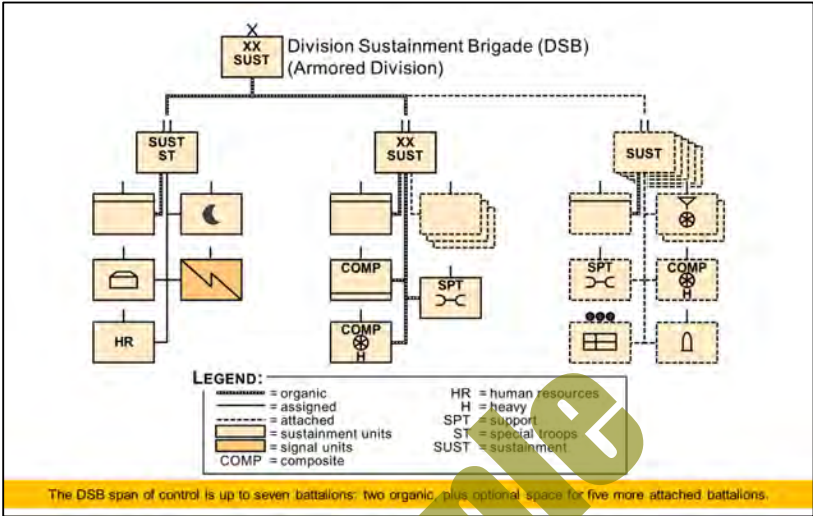 X
XX
SUST
Division Sustainment Brigade (DSB)
(Armored Division)
SUST
ST
HR
XX
SUST
COMP
COMP
H
SPT
SUST
SPT
COMP
H
LEGEND:
= organic
= assigned
= attached
= sustainment units
= signal units
COMP = composite
HR = human resources
H = heavy
SPT = support
ST = special troops
SUST = sustainment
The DSB span of control is up to seven battalions: two organic, plus optional space for five more attached battalions.